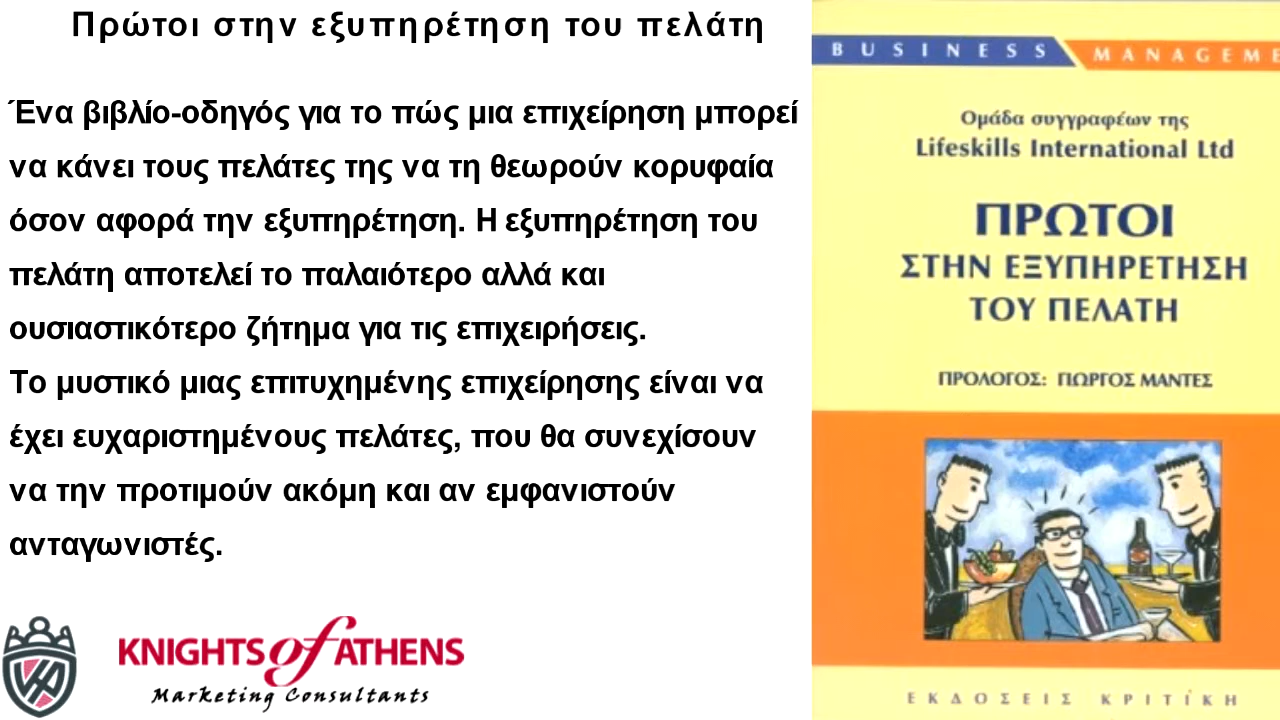 Πρώτοι στην εξυπηρέτηση του πελάτη
Ένα βιβλίο-οδηγός για το πώς μια επιχείρηση μπορεί
να κάνει τους πελάτες της να τη θεωρούν κορυφαία
όσον αφορά την εξυπηρέτηση. Η εξυπηρέτηση του
πελάτη αποτελεί το παλαιότερο αλλά και
ουσιαστικότερο ζήτημα για τις επιχειρήσεις.
Το μυστικό μιας επιτυχημένης επιχείρησης είναι να
έχει ευχαριστημένους πελάτες, που θα συνεχίσουν
να την προτιμούν ακόμη και αν εμφανιστούν
ανταγωνιστές.
KNIGHTS of ATHENS
Marketing Consultants
BUSINESS MANAGEME
Ομάδα συγγραφέων της
Lifeskills International Ltd
ΠΡΩΤΟΙ
ΣΤΗΝ ΕΞΥΠΗΡΕΤΗΣΗ
ΤΟΥ ΠΕΛΑΤΗ
ΠΡΟΛΟΓΟΣ: ΓΙΩΡΓΟΣ ΜΑΝΤΕΣ
ΕΚΔΟΣΕΙΣ ΚΡΙΤΙΚΗ